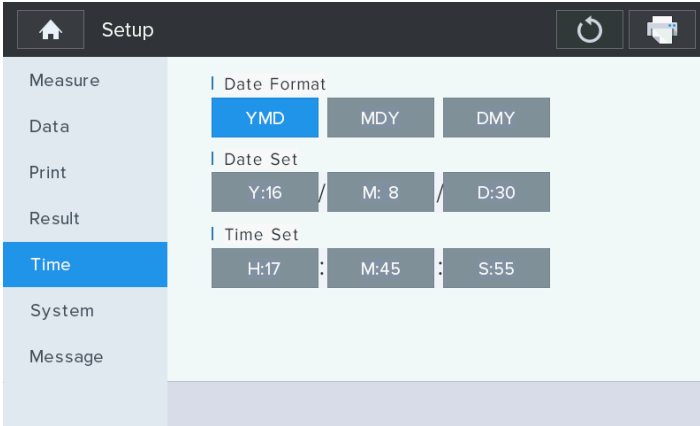 Setup
Measure
Data
Print
Result
Time
System
Message
Date Format
YMD MDY DMY
Date Set
Y:16 / M: 8 / D:30
Time Set
H:17 : M:45 : S:55